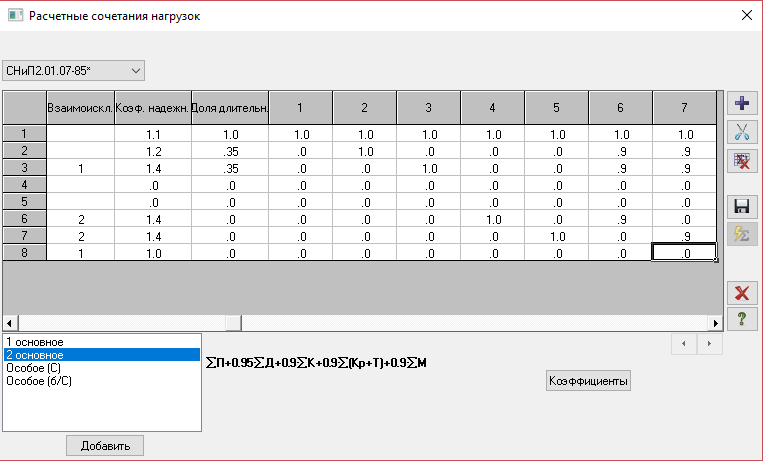 Расчетные сочетания нагрузок
СНиП2.01.07-85*
Взаимоискл. Коэф. надежн. Доля длительн. 1 2 3 4 5 6 7
1 1.1 1.0 1.0 1.0 1.0 1.0 1.0 1.0 1.0
2 1.2 .35 .0 1.0 .0 .0 .0 .9 .9
3 1 1.4 .35 .0 .0 1.0 .0 .0 .9 .9
4 .0 .0 .0 .0 .0 .0 .0 .0 .0
5 .0 .0 .0 .0 .0 .0 .0 .0 .0
6 2 1.4 .0 .0 .0 .0 1.0 .0 .9 .0
7 2 1.4 .0 .0 .0 .0 .0 1.0 .0 .9
8 1 1.0 .0 .0 .0 .0 .0 .0 .0 .0
1 основное
2 основное
Особое (С)
Особое (б/С)
∑П+0.95∑Д+0.9∑К+0.9∑(Кр+Т)+0.9∑М
Коэффициенты
Добавить